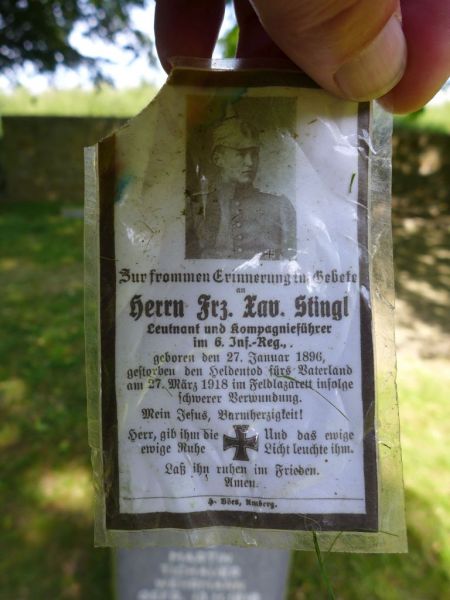 Zur frommen Erinnerung im Gebete
an
Herrn Frz. Xav. Stingl
Leutnant und Kompagnieführer
im 6. Inf.-Reg.,.
geboren den 27. Januar 1896,
gestorben den Heldentod fürs Vaterland
am 27. März 1918 im Feldlazarett infolge
schwerer Verwundung.
Mein Jesus, Barmherzigkeit!
Herr, gib ihm die
ewige Ruhe
Und das ewige
Licht leuchte ihm.
Laß ihn ruhen im Frieden.
Amen.
H. Böes, Amberg.
MARTIN